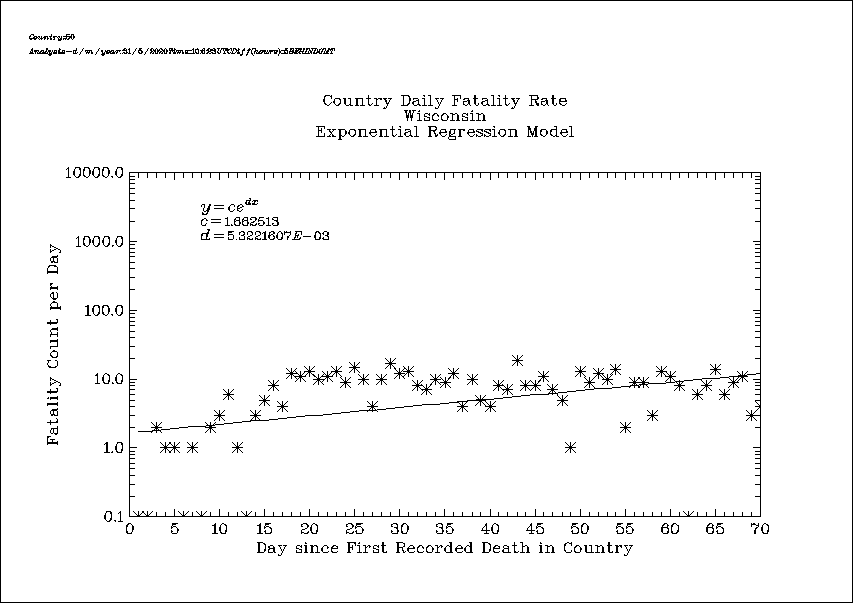 Country:50
Country Daily Fatality Rate
Wisconsin
Exponential Regression Model
10000.0
1000.0
100.0
10.0
1.0
0.1
y=ce^dx
c=1.662513
d=5.3221607E-03
Fatality Count per Day
0 5 10 15 20 25 30 35 40 45 50 55 60 65 70
Day since First Recorded Death in Country